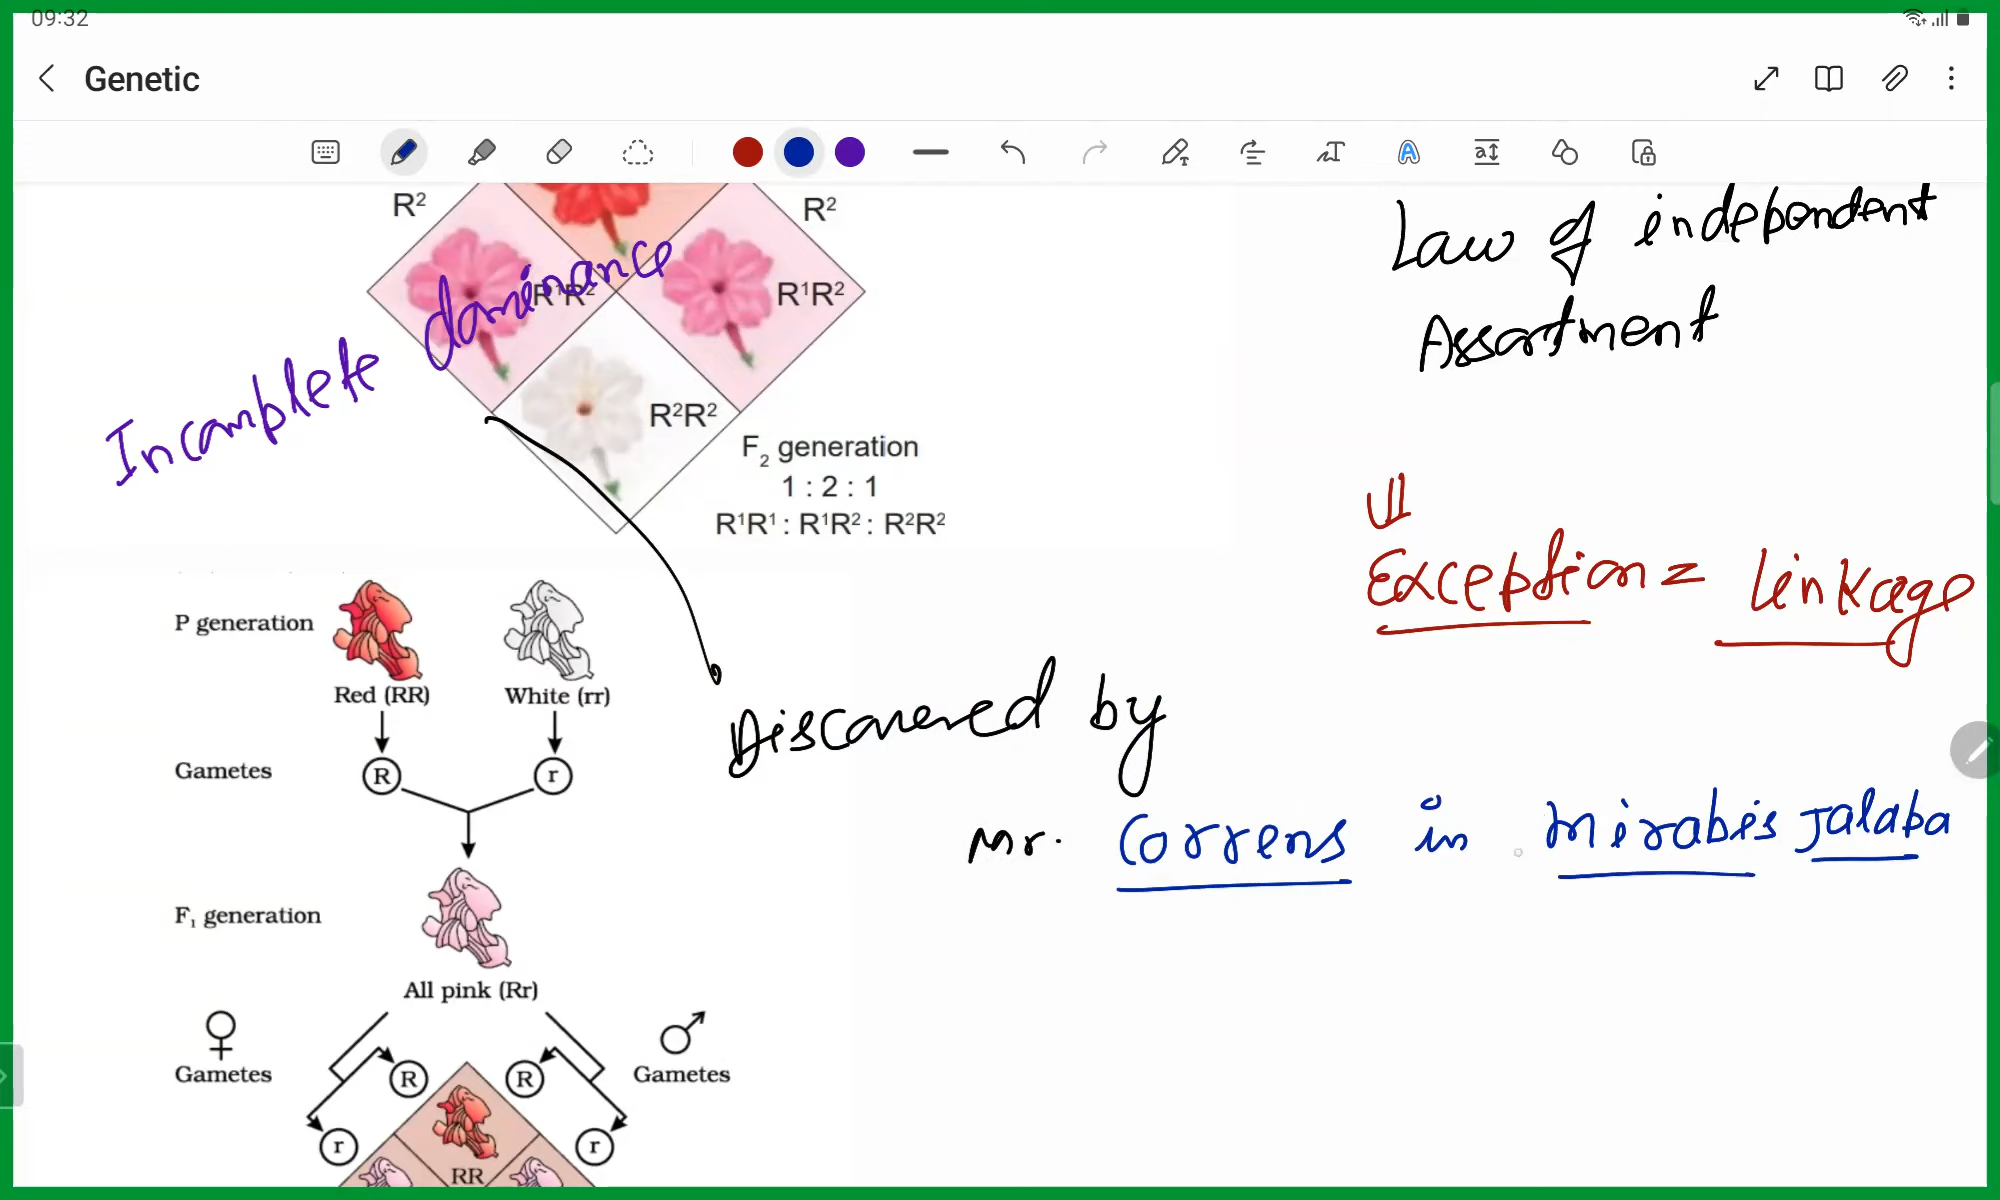 09:32
Genetic
R²
R²
R¹R²
R¹R²
R²R²
F₂ generation
1 : 2 : 1
R¹R¹ : R¹R² : R²R²
Incomplete dominance
Law of independent
Assortment
Exception = linkage
Discovered by
Mr. Correns in mirabis Jalaba
P generation
Red (RR)
White (rr)
Gametes
R
r
F₁ generation
All pink (Rr)
Gametes
R
R
Gametes
r
r
RR